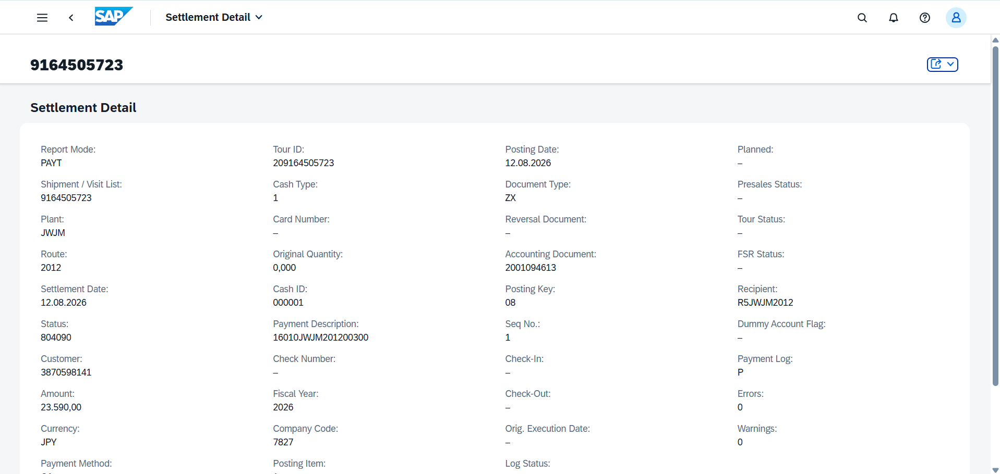 SAP
Settlement Detail
9164505723
Settlement Detail
Report Mode:
PAYT
Shipment / Visit List:
9164505723
Plant:
JWJM
Route:
2012
Settlement Date:
12.08.2026
Status:
804090
Customer:
3870598141
Amount:
23.590,00
Currency:
JPY
Payment Method:
Tour ID:
209164505723
Cash Type:
1
Card Number:
–
Original Quantity:
0,000
Cash ID:
000001
Payment Description:
16010JWJM201200300
Check Number:
–
Fiscal Year:
2026
Company Code:
7827
Posting Item:
Posting Date:
12.08.2026
Document Type:
ZX
Reversal Document:
–
Accounting Document:
2001094613
Posting Key:
08
Seq No.:
1
Check-In:
–
Check-Out:
–
Orig. Execution Date:
–
Log Status:
Planned:
–
Presales Status:
–
Tour Status:
–
FSR Status:
–
Recipient:
R5JWJM2012
Dummy Account Flag:
–
Payment Log:
P
Errors:
0
Warnings:
0